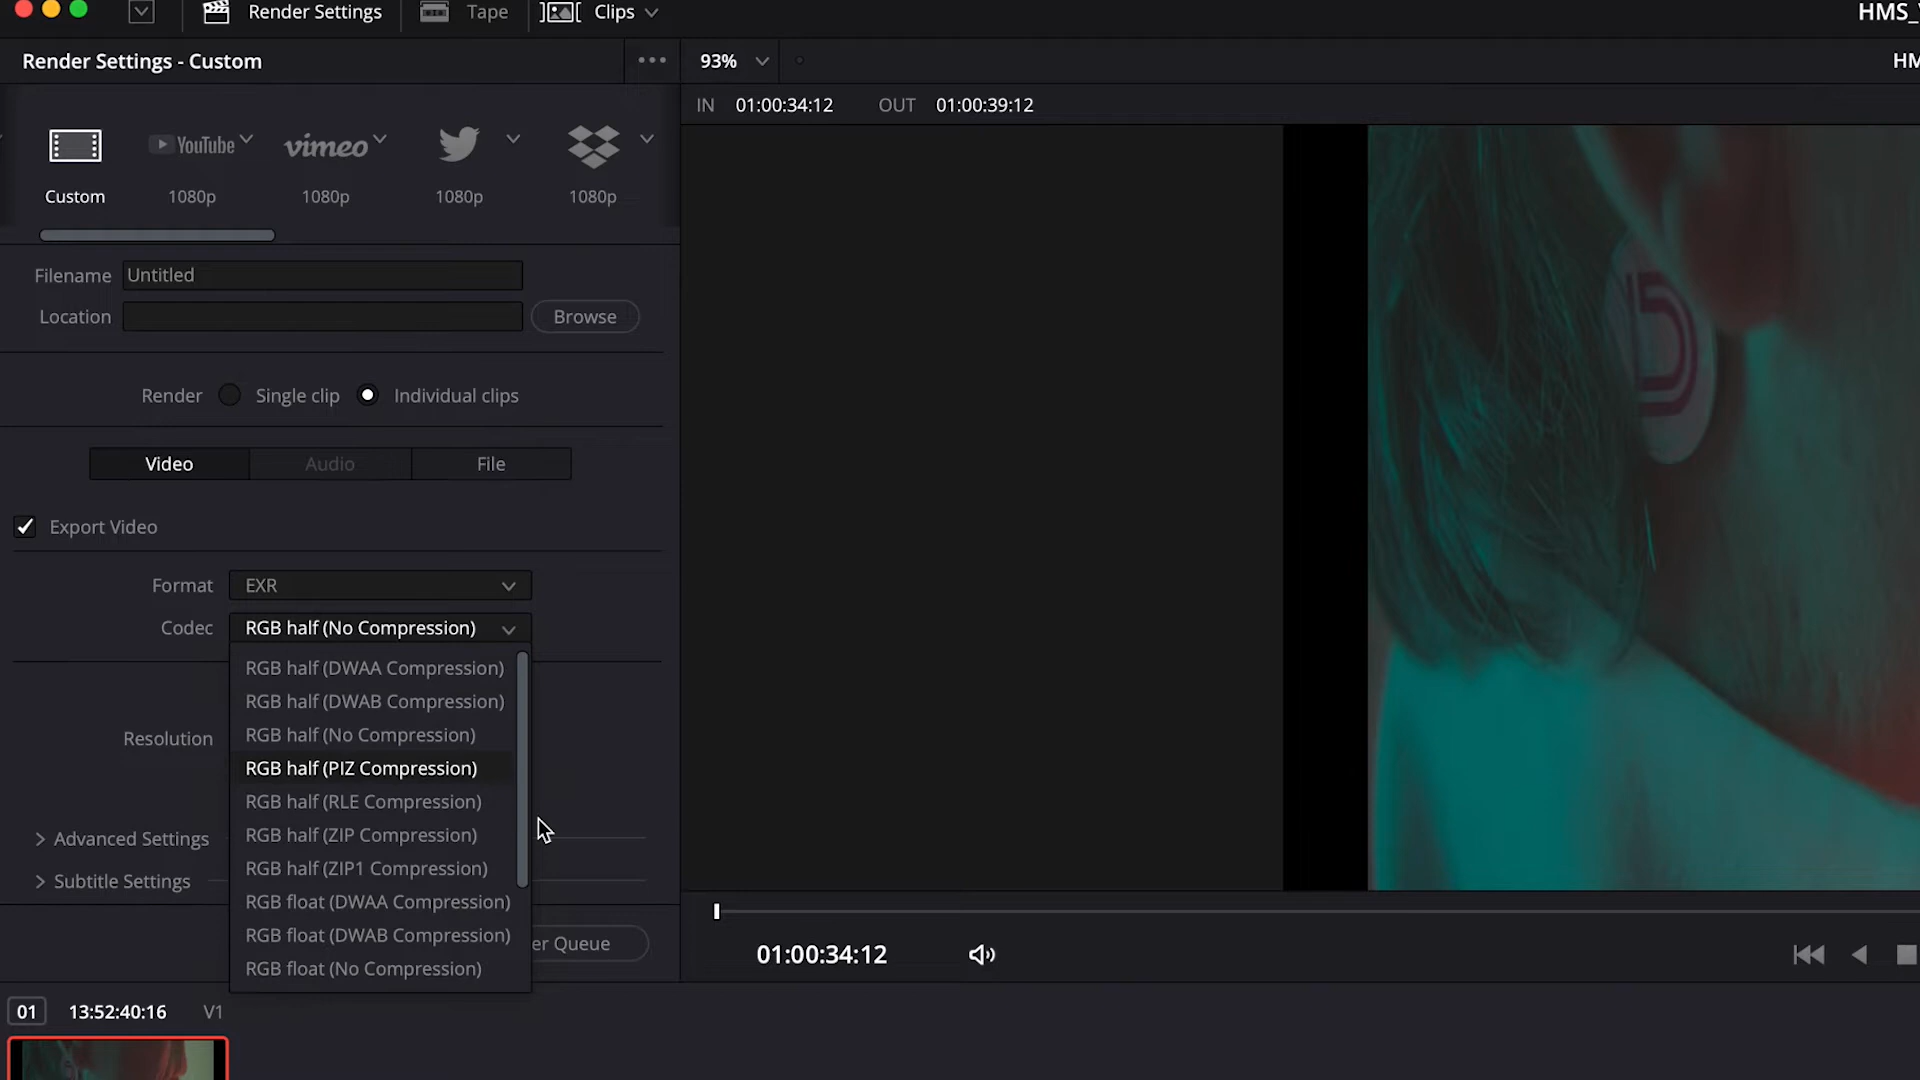 Render Settings Tape Clips HMS_
Render Settings - Custom 93% HM
IN 01:00:34:12 OUT 01:00:39:12
YouTube vimeo
Custom 1080p 1080p 1080p 1080p
Filename Untitled
Location Browse
Render Single clip Individual clips
Video Audio File
Export Video
Format EXR
Codec RGB half (No Compression)
RGB half (DWAA Compression)
RGB half (DWAB Compression)
RGB half (No Compression)
Resolution
RGB half (PIZ Compression)
RGB half (RLE Compression)
RGB half (ZIP Compression)
Advanced Settings
RGB half (ZIP1 Compression)
Subtitle Settings
RGB float (DWAA Compression)
RGB float (DWAB Compression)
er Queue
RGB float (No Compression)
01:00:34:12
01 13:52:40:16 V1